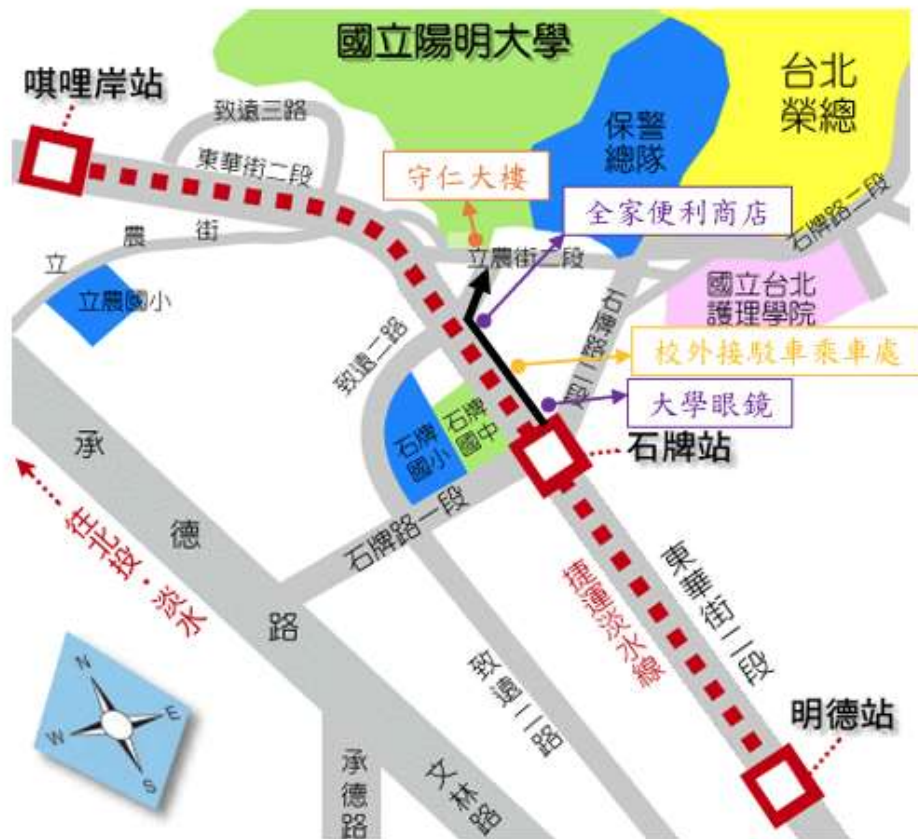 國立陽明大學
台北
榮總
唭哩岸站
致遠三路
保警
總隊
東華街二段
守仁大樓
全家便利商店
石牌路二段
立農街
立農街二段
國立台北
護理學院
立農國小
致遠二路
石牌路二段
校外接駁車乘車處
大學眼鏡
石牌
國中
石牌
國小
石牌站
承德路
石牌路一段
往北投・淡水
捷運淡水線
東華街二段
致遠二路
明德站
N
E
W
S
承德路
文林路